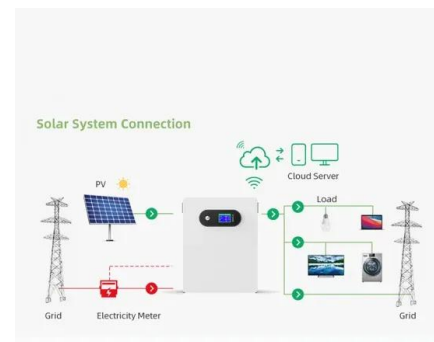 Solar System Connection
Cloud Server
PV
Load
Grid
Electricity Meter
Grid